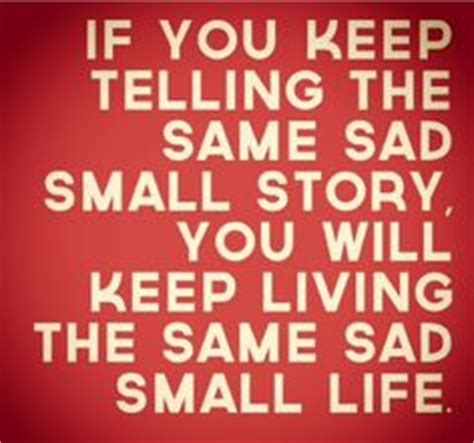 IF YOU KEEP
TELLING THE
SAME SAD
SMALL STORY,
YOU WILL
KEEP LIVING
THE SAME SAD
SMALL LIFE.